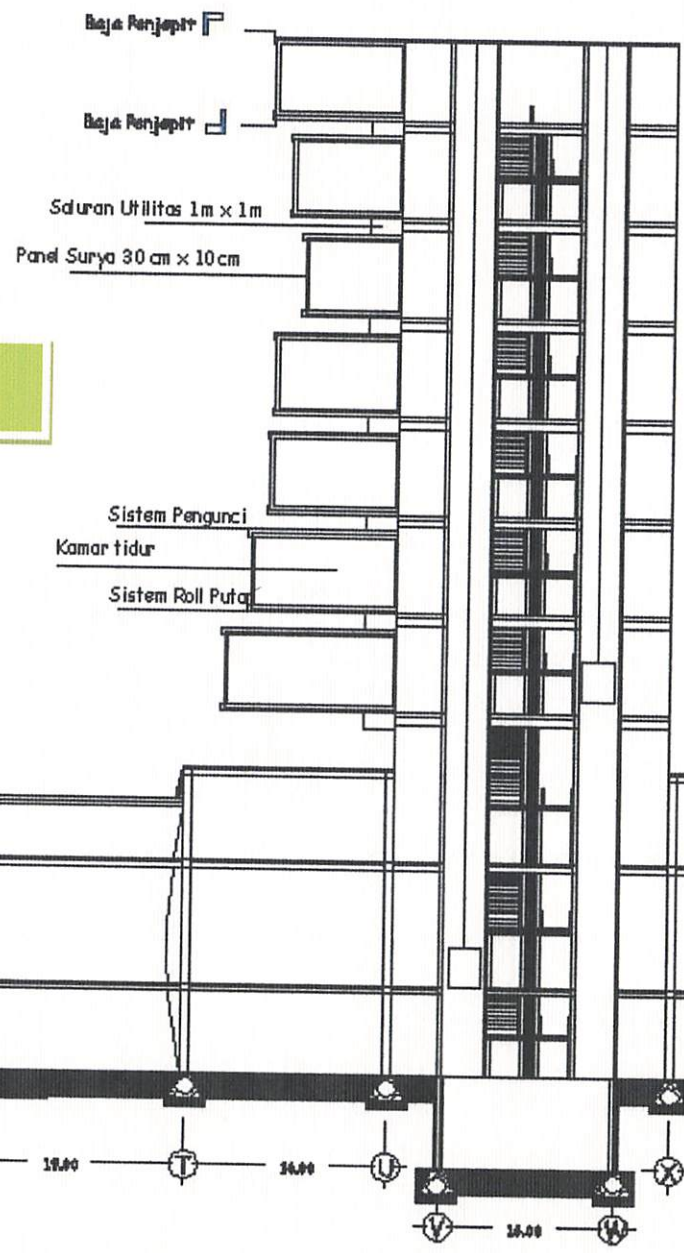 Baja Penjepit
Baja Penjepit
Saluran Utilitas 1m x 1m
Panel Surya 30 cm x 10 cm
Sistem Pengunci
Kamar tidur
Sistem Roll Putar
T
U
X
V
W